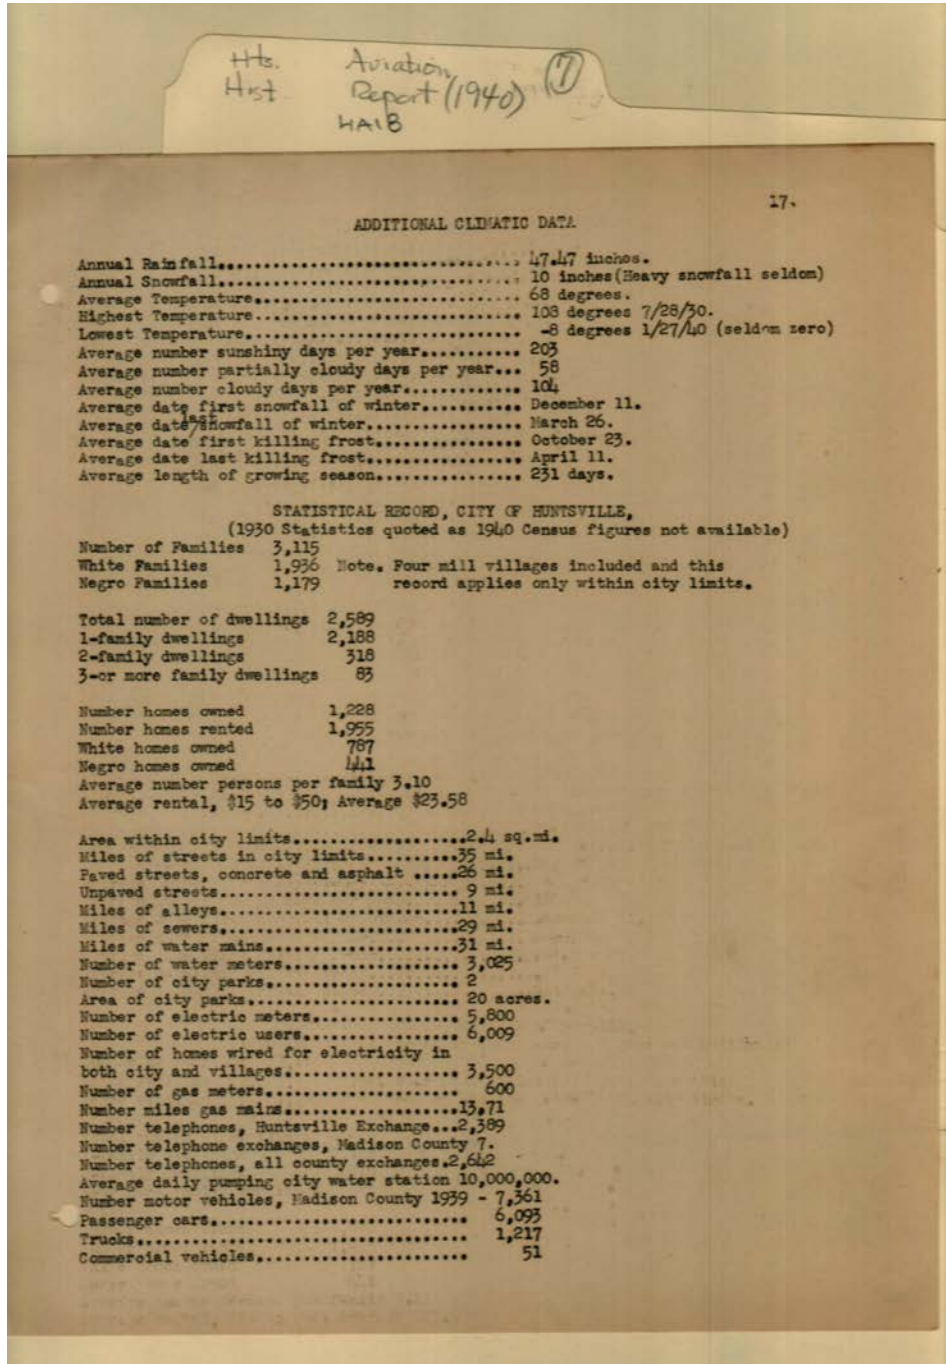 Hts. Aviation 7
Hist Report (1940)
HAIB
17.
ADDITIONAL CLIMATIC DATA
Annual Rainfall................................... 47.47 inches.
Annual Snowfall................................... 10 inches(Heavy snowfall seldom)
Average Temperature............................... 68 degrees.
Highest Temperature............................... 108 degrees 7/28/30.
Lowest Temperature................................ -8 degrees 1/27/40 (seldom zero)
Average number sunshiny days per year............ 203
Average number partially cloudy days per year... 58
Average number cloudy days per year............. 104
Average date first snowfall of winter........... December 11.
Average date last snowfall of winter................. March 26.
Average date first killing frost................ October 23.
Average date last killing frost................. April 11.
Average length of growing season................ 231 days.
STATISTICAL RECORD, CITY OF HUNTSVILLE,
(1930 Statistics quoted as 1940 Census figures not available)
Number of Families 3,115
White Families 1,936 Note. Four mill villages included and this
Negro Families 1,179 record applies only within city limits.
Total number of dwellings 2,589
1-family dwellings 2,188
2-family dwellings 318
3-or more family dwellings 83
Number homes owned 1,228
Number homes rented 1,955
White homes owned 787
Negro homes owned 441
Average number persons per family 3.10
Average rental, $15 to $50; Average $23.58
Area within city limits...................2.4 sq.mi.
Miles of streets in city limits..........35 mi.
Paved streets, concrete and asphalt .....26 mi.
Unpaved streets.......................... 9 mi.
Miles of alleys..........................11 mi.
Miles of sewers..........................29 mi.
Miles of water mains.....................31 mi.
Number of water meters................... 3,025
Number of city parks..................... 2
Area of city parks....................... 20 acres.
Number of electric meters................ 5,800
Number of electric users................. 6,009
Number of homes wired for electricity in
both city and villages................... 3,500
Number of gas meters..................... 600
Number miles gas mains...................13,71
Number telephones, Huntsville Exchange...2,389
Number telephone exchanges, Madison County 7.
Number telephones, all county exchanges.2,642
Average daily pumping city water station 10,000,000.
Number motor vehicles, Madison County 1939 - 7,361
Passenger cars............................ 6,093
Trucks.................................... 1,217
Commercial vehicles....................... 51